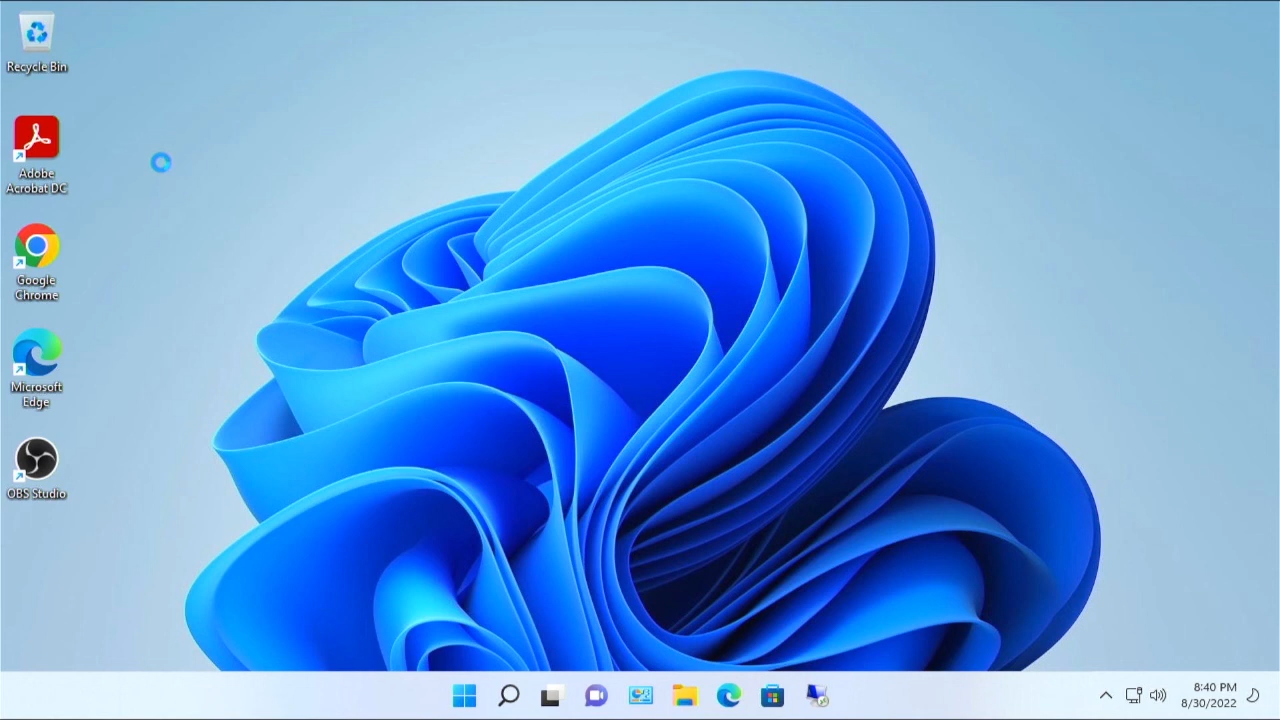 Recycle Bin
Adobe
Acrobat DC
Google
Chrome
Microsoft
Edge
OBS Studio
8:40 PM
8/30/2022